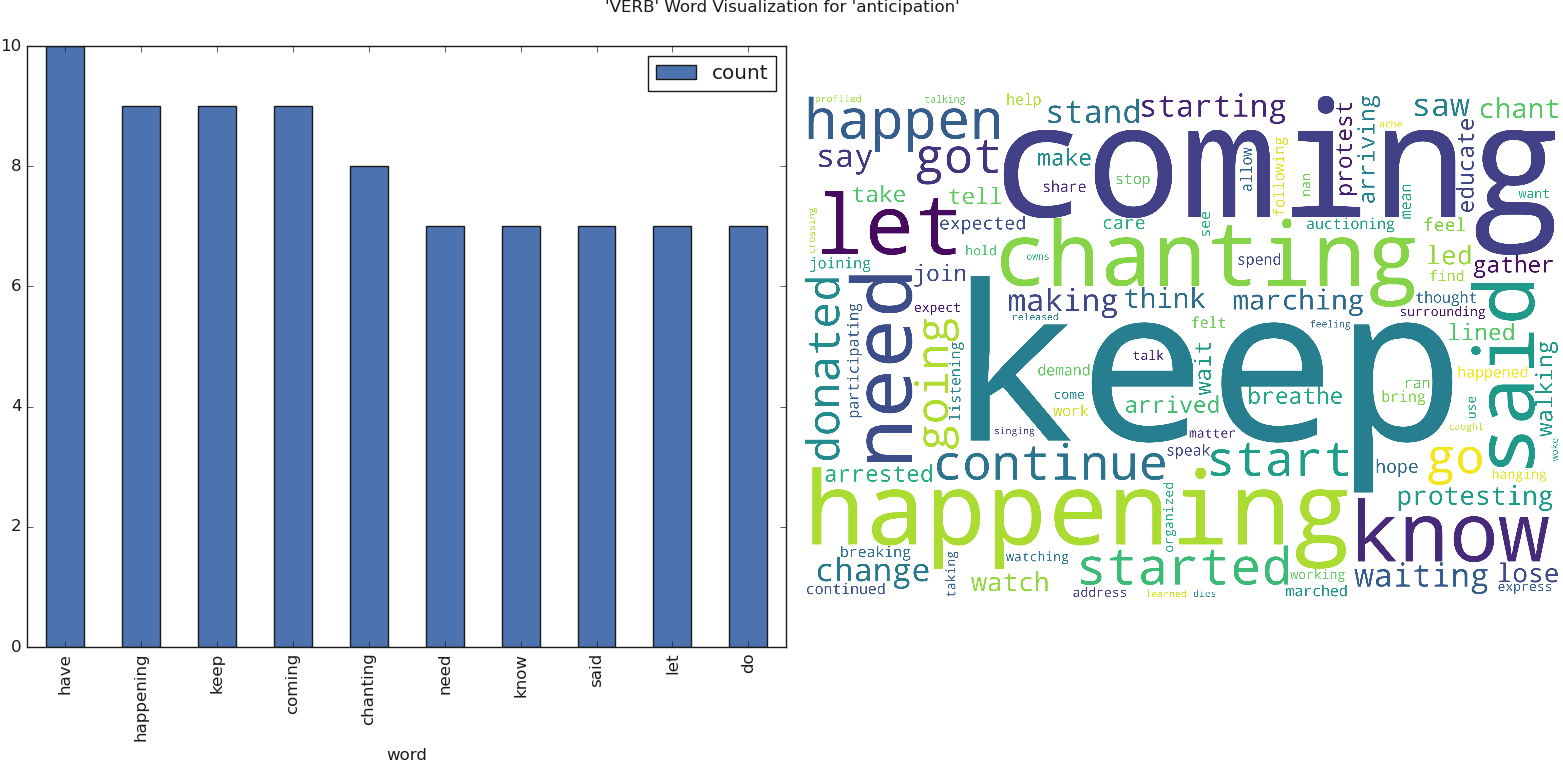 'VERB' Word Visualization for 'anticipation'
10
8
6
4
2
0
count
have
happening
keep
coming
chanting
need
know
said
let
do
word
profiled
talking
help
happen
stand
starting
saw
chant
ache
say
got
make
coming
protest
arriving
educate
share
stop
allow
following
nan
mean
want
take
tell
let
expected
care
see
auctioning
feel
crossing
joining
hold
owns
chanting
spend
led
find
gather
donated
participating
need
join
expect
making
think
marching
thought
surrounding
said
going
listening
released
keep
felt
feeling
lined
demand
talk
wait
happened
walking
come
work
arrived
breathe
ran
bring
use
singing
matter
caught
woke
arrested
continue
speak
start
hope
go
hanging
happening
organized
protesting
know
breaking
change
continued
taking
watching
watch
started
working
waiting
lose
address
learned
dies
marched
express